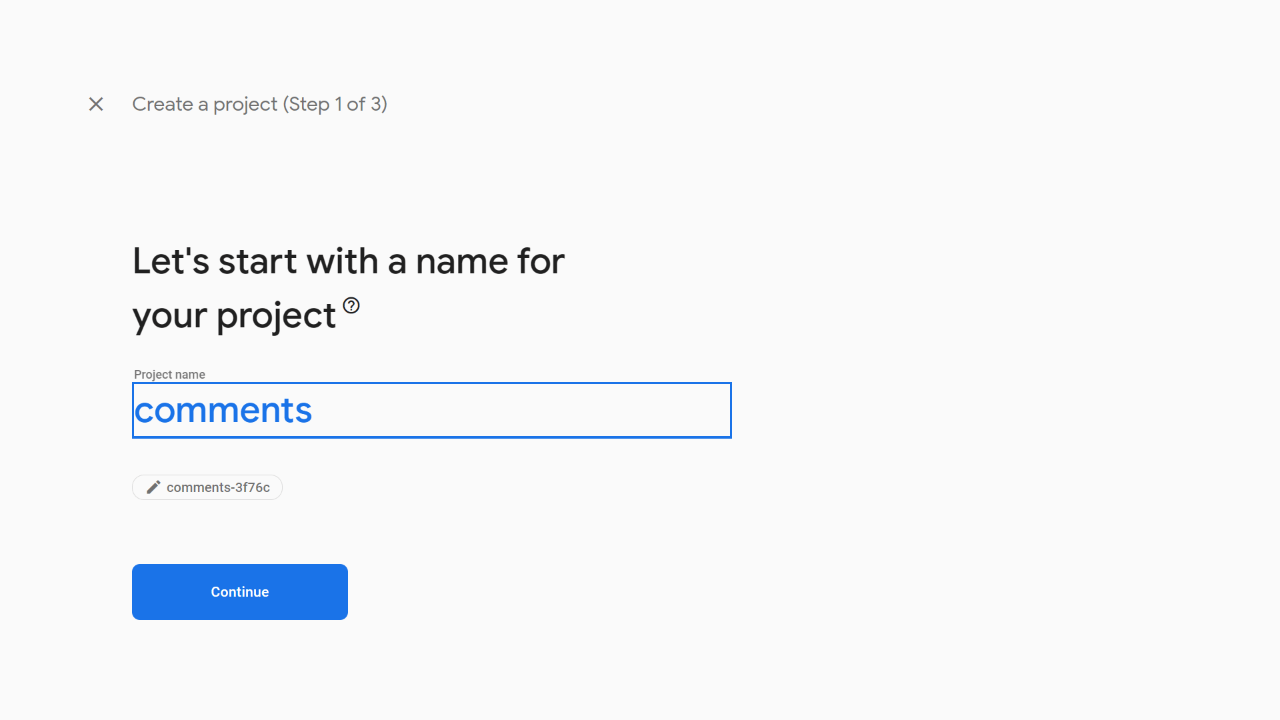 Create a project (Step 1 of 3)
Let's start with a name for
your project
Project name
comments
comments-3f76c
Continue